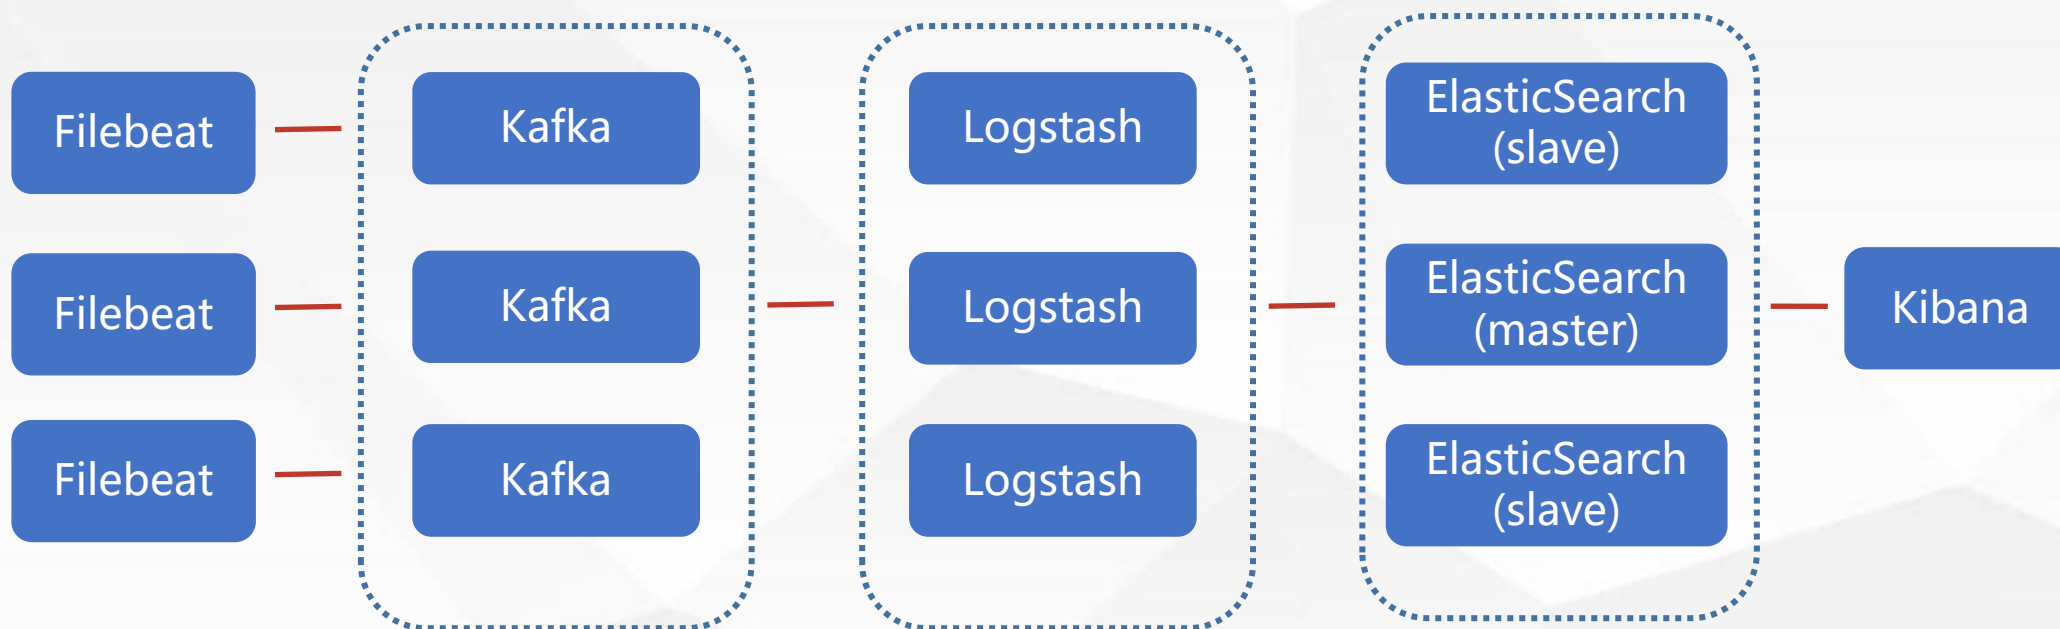 Filebeat
Kafka
Logstash
ElasticSearch
(slave)
Filebeat
Kafka
Logstash
ElasticSearch
(master)
Kibana
Filebeat
Kafka
Logstash
ElasticSearch
(slave)